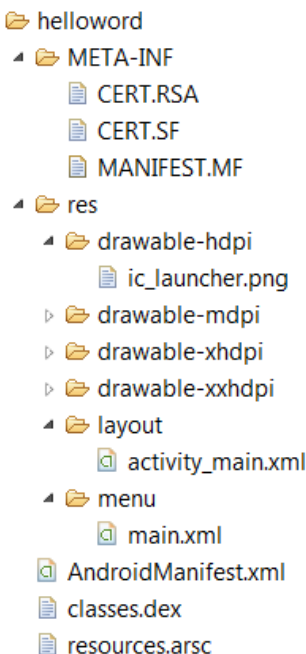 helloword
META-INF
CERT.RSA
CERT.SF
MANIFEST.MF
res
drawable-hdpi
ic_launcher.png
drawable-mdpi
drawable-xhdpi
drawable-xxhdpi
layout
activity_main.xml
menu
main.xml
AndroidManifest.xml
classes.dex
resources.arsc